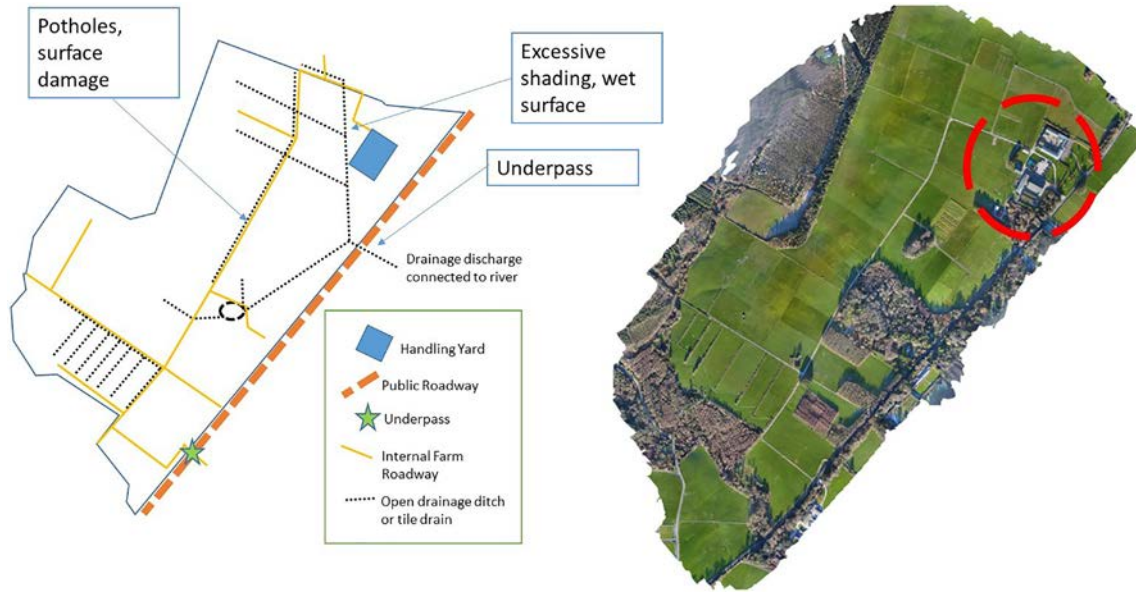 Potholes,
surface
damage
Excessive
shading, wet
surface
Underpass
Drainage discharge
connected to river
Handling Yard
Public Roadway
Underpass
Internal Farm
Roadway
Open drainage ditch
or tile drain